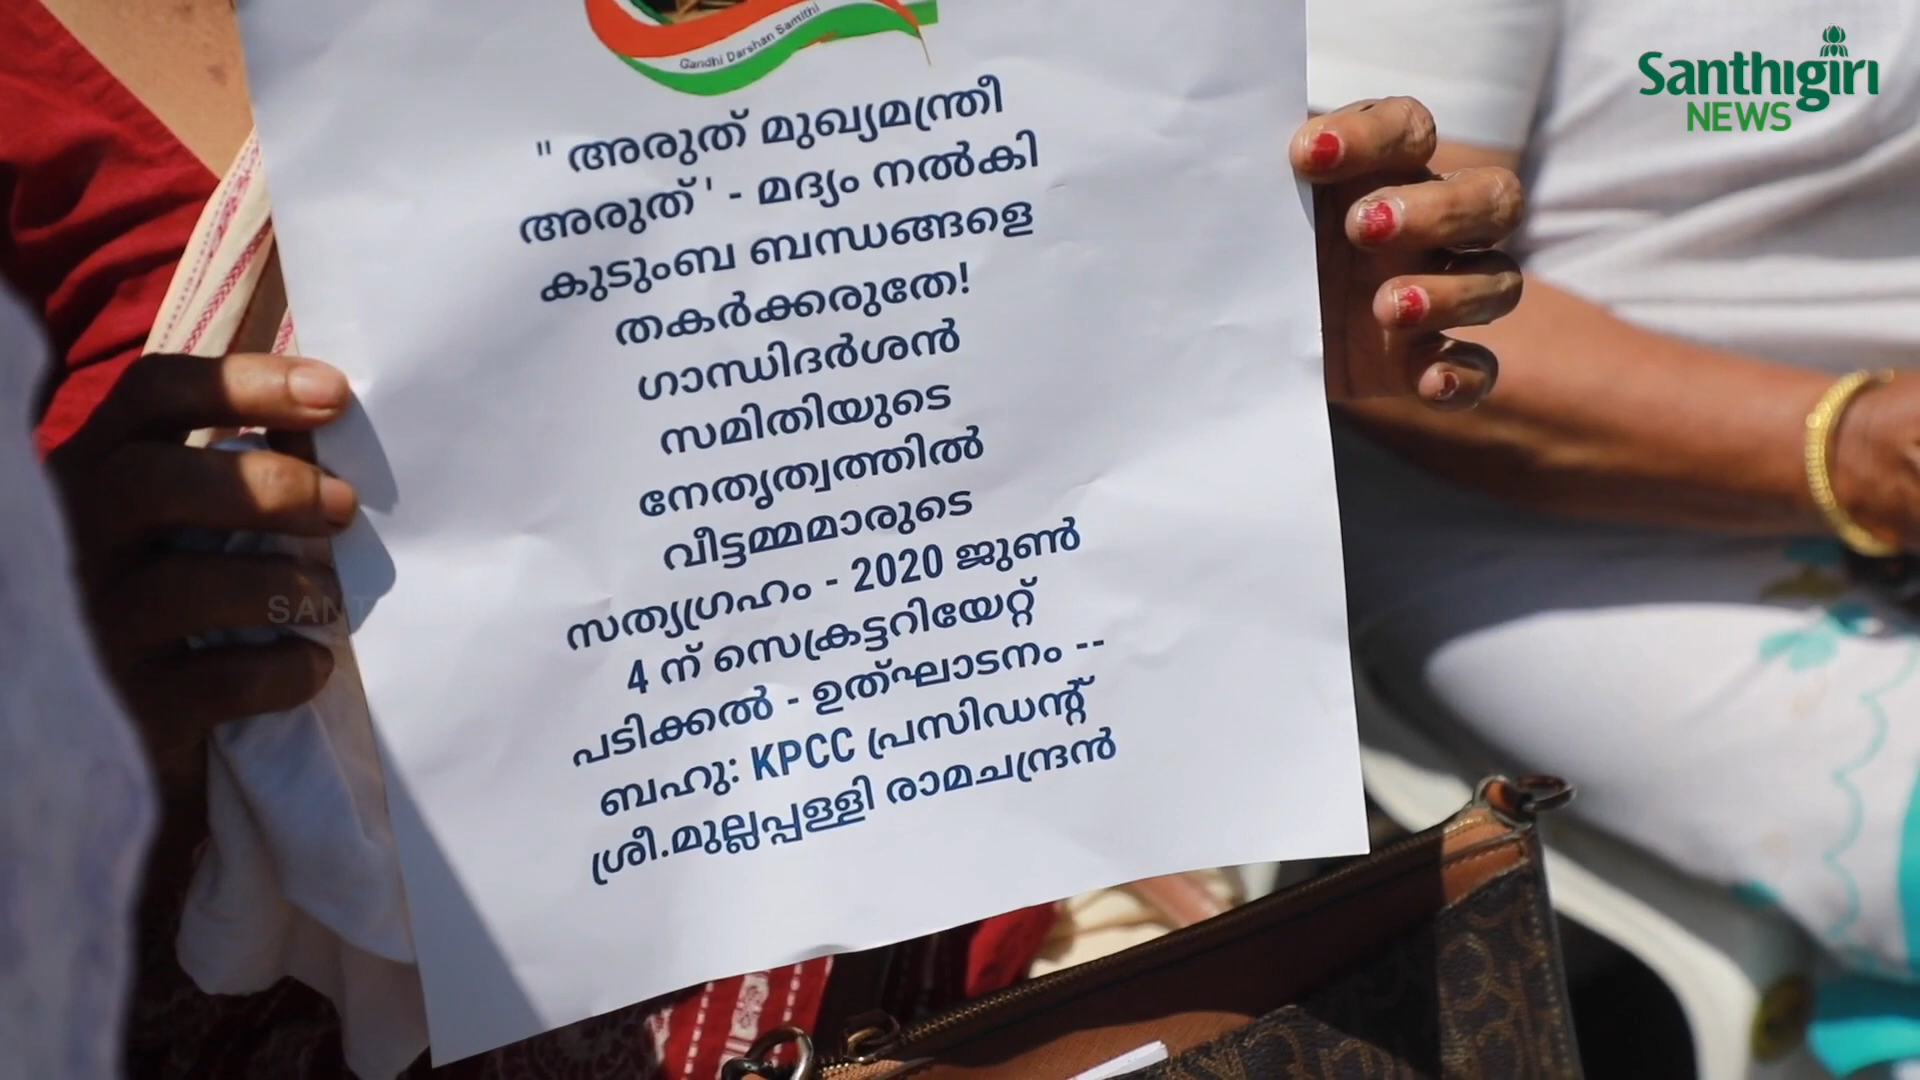 Santhigiri
NEWS
Gandhi Darshan Samithi
" അരുത് മുഖ്യമന്ത്രീ
അരുത് ' - മദ്യം നൽകി
കുടുംബ ബന്ധങ്ങളെ
തകർക്കരുതേ!
ഗാന്ധിദർശൻ
സമിതിയുടെ
നേതൃത്വത്തിൽ
വീട്ടമ്മമാരുടെ
സത്യഗ്രഹം - 2020 ജുൺ
4 ന് സെക്രട്ടറിയേറ്റ്
പടിക്കൽ - ഉത്ഘാടനം --
ബഹു: KPCC പ്രസിഡന്റ്
ശ്രീ.മുല്ലപ്പള്ളി രാമചന്ദ്രൻ